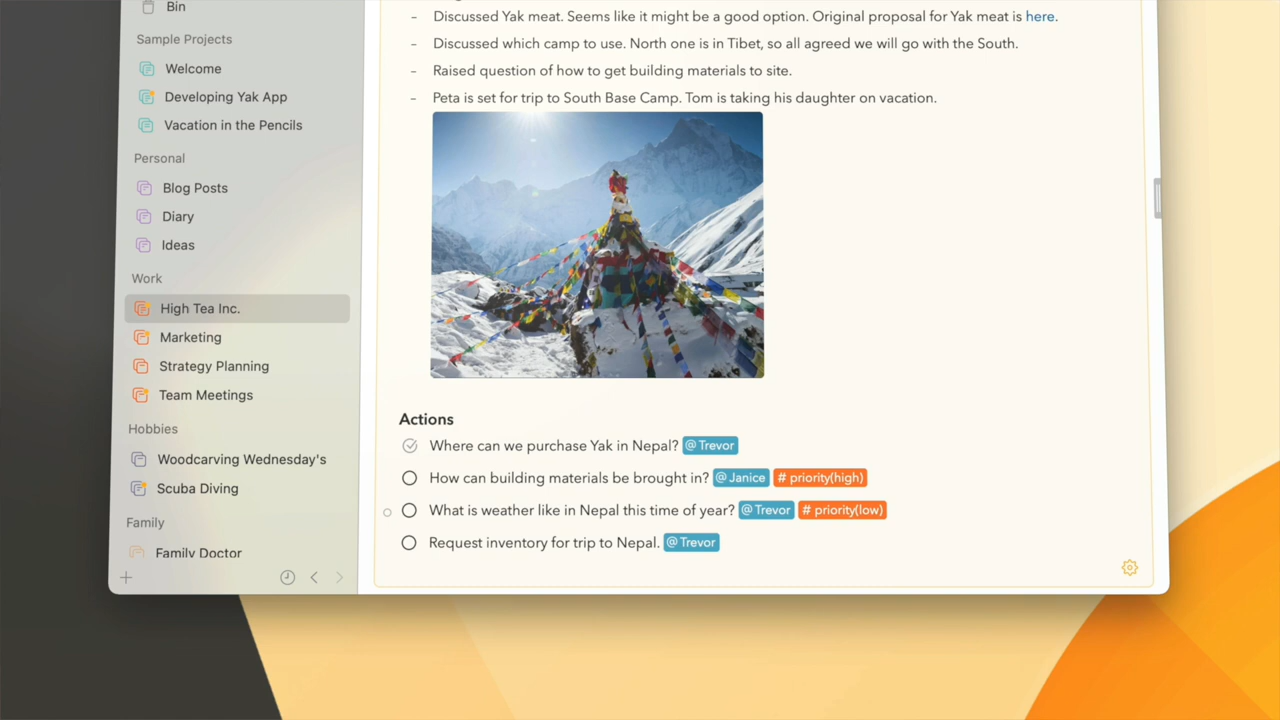 Bin
Sample Projects
Welcome
Developing Yak App
Vacation in the Pencils
Personal
Blog Posts
Diary
Ideas
Work
High Tea Inc.
Marketing
Strategy Planning
Team Meetings
Hobbies
Woodcarving Wednesday's
Scuba Diving
Family
Family Doctor
- Discussed Yak meat. Seems like it might be a good option. Original proposal for Yak meat is here.
- Discussed which camp to use. North one is in Tibet, so all agreed we will go with the South.
- Raised question of how to get building materials to site.
- Peta is set for trip to South Base Camp. Tom is taking his daughter on vacation.
Actions
Where can we purchase Yak in Nepal? @Trevor
How can building materials be brought in? @Janice # priority(high)
What is weather like in Nepal this time of year? @Trevor # priority(low)
Request inventory for trip to Nepal. @Trevor